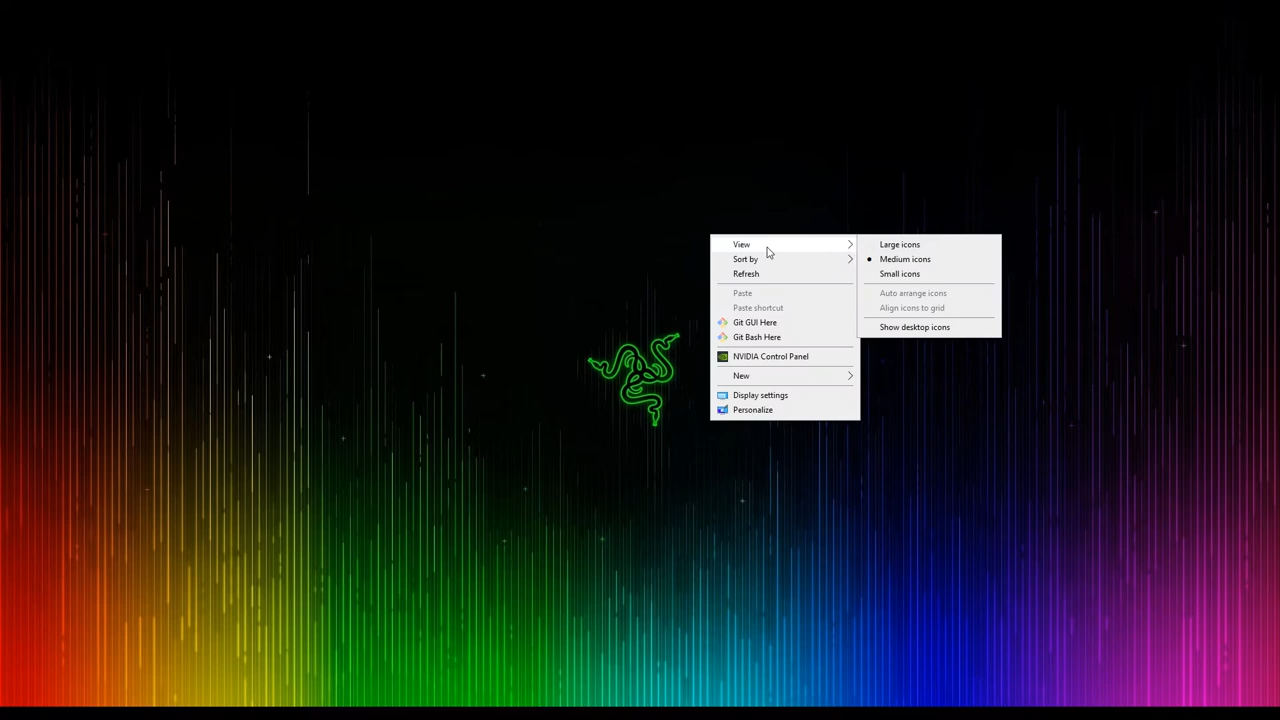 View
Sort by
Refresh
Paste
Paste shortcut
Git GUI Here
Git Bash Here
NVIDIA Control Panel
New
Display settings
Personalize
Large icons
Medium icons
Small icons
Auto arrange icons
Align icons to grid
Show desktop icons